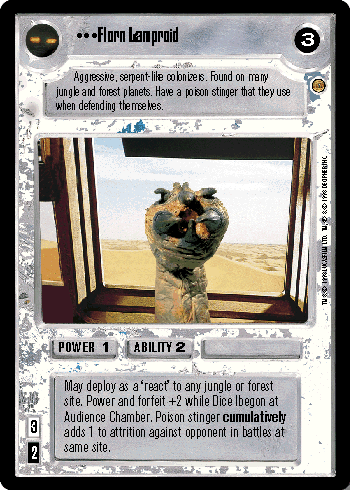 •••Florn Lamproid
3
Aggressive, serpent-like colonizers. Found on many
jungle and forest planets. Have a poison stinger that they use
when defending themselves.
POWER 1
ABILITY 2
May deploy as a 'react' to any jungle or forest
site. Power and forfeit +2 while Dice Ibegon at
Audience Chamber. Poison stinger cumulatively
adds 1 to attrition against opponent in battles at
same site.
3
2